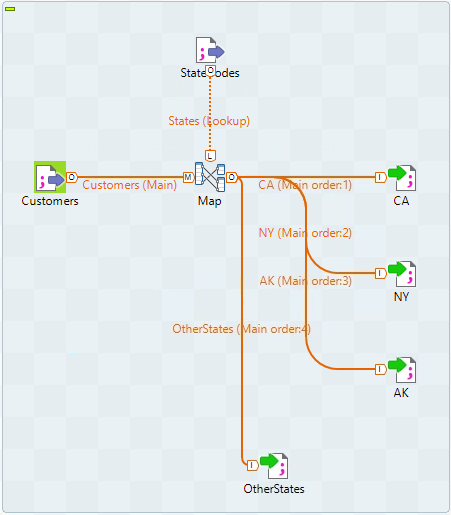 StateCodes
O
States (Lookup)
L
O
Customers (Main)
M
O
CA (Main order:1)
I
Customers
Map
CA
NY (Main order:2)
I
AK (Main order:3)
NY
OtherStates (Main order:4)
I
AK
I
OtherStates